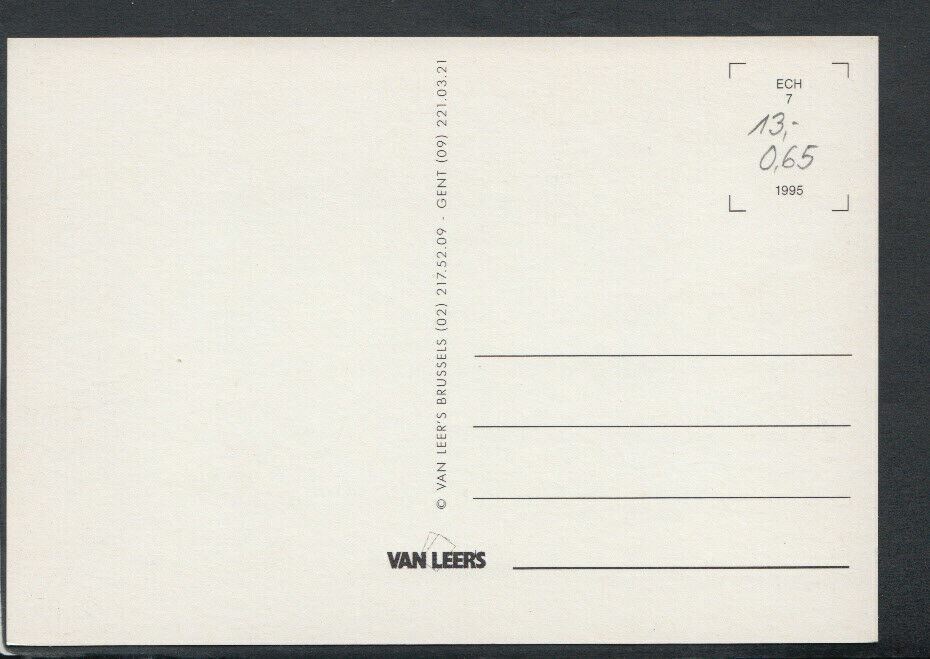 © VAN LEER'S BRUSSELS (02) 217.52.09 - GENT (09) 221.03.21
ECH
7
13,-
0,65
1995
VAN LEER'S